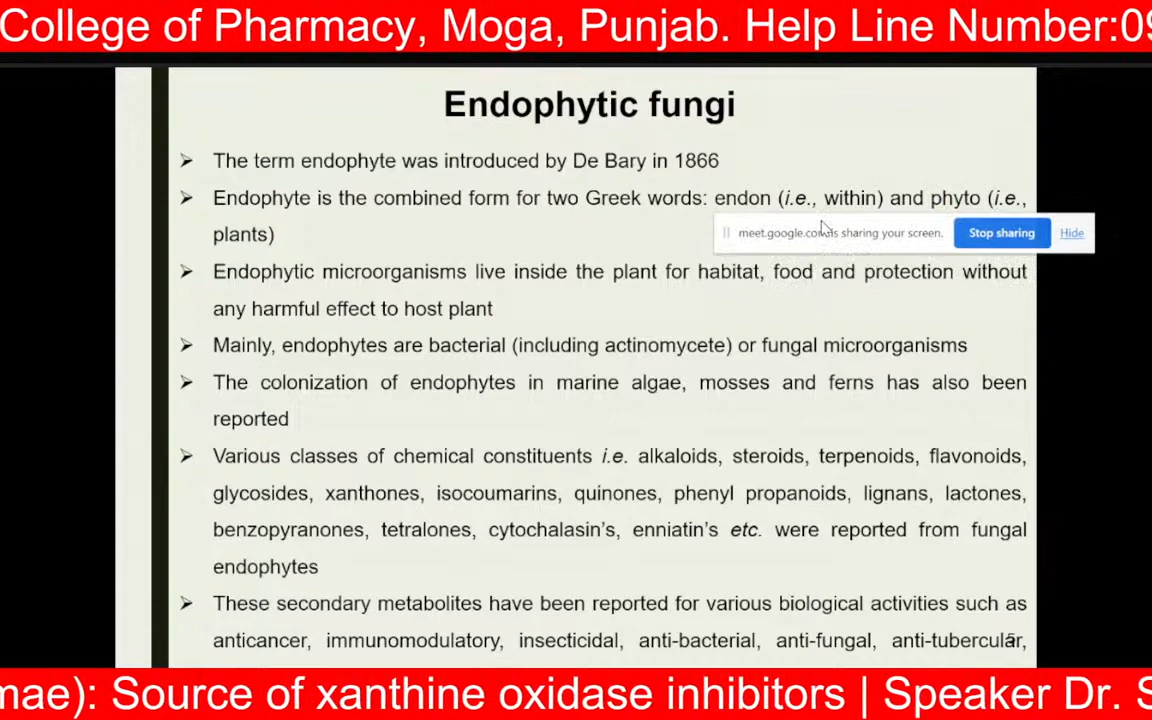 College of Pharmacy, Moga, Punjab. Help Line Number:09
Endophytic fungi
➢ The term endophyte was introduced by De Bary in 1866
➢ Endophyte is the combined form for two Greek words: endon (i.e., within) and phyto (i.e.,
plants)
meet.google.com is sharing your screen. Stop sharing Hide
➢ Endophytic microorganisms live inside the plant for habitat, food and protection without
any harmful effect to host plant
➢ Mainly, endophytes are bacterial (including actinomycete) or fungal microorganisms
➢ The colonization of endophytes in marine algae, mosses and ferns has also been
reported
➢ Various classes of chemical constituents i.e. alkaloids, steroids, terpenoids, flavonoids,
glycosides, xanthones, isocoumarins, quinones, phenyl propanoids, lignans, lactones,
benzopyranones, tetralones, cytochalasin’s, enniatin’s etc. were reported from fungal
endophytes
➢ These secondary metabolites have been reported for various biological activities such as
anticancer, immunomodulatory, insecticidal, anti-bacterial, anti-fungal, anti-tubercular,
mae): Source of xanthine oxidase inhibitors | Speaker Dr. S